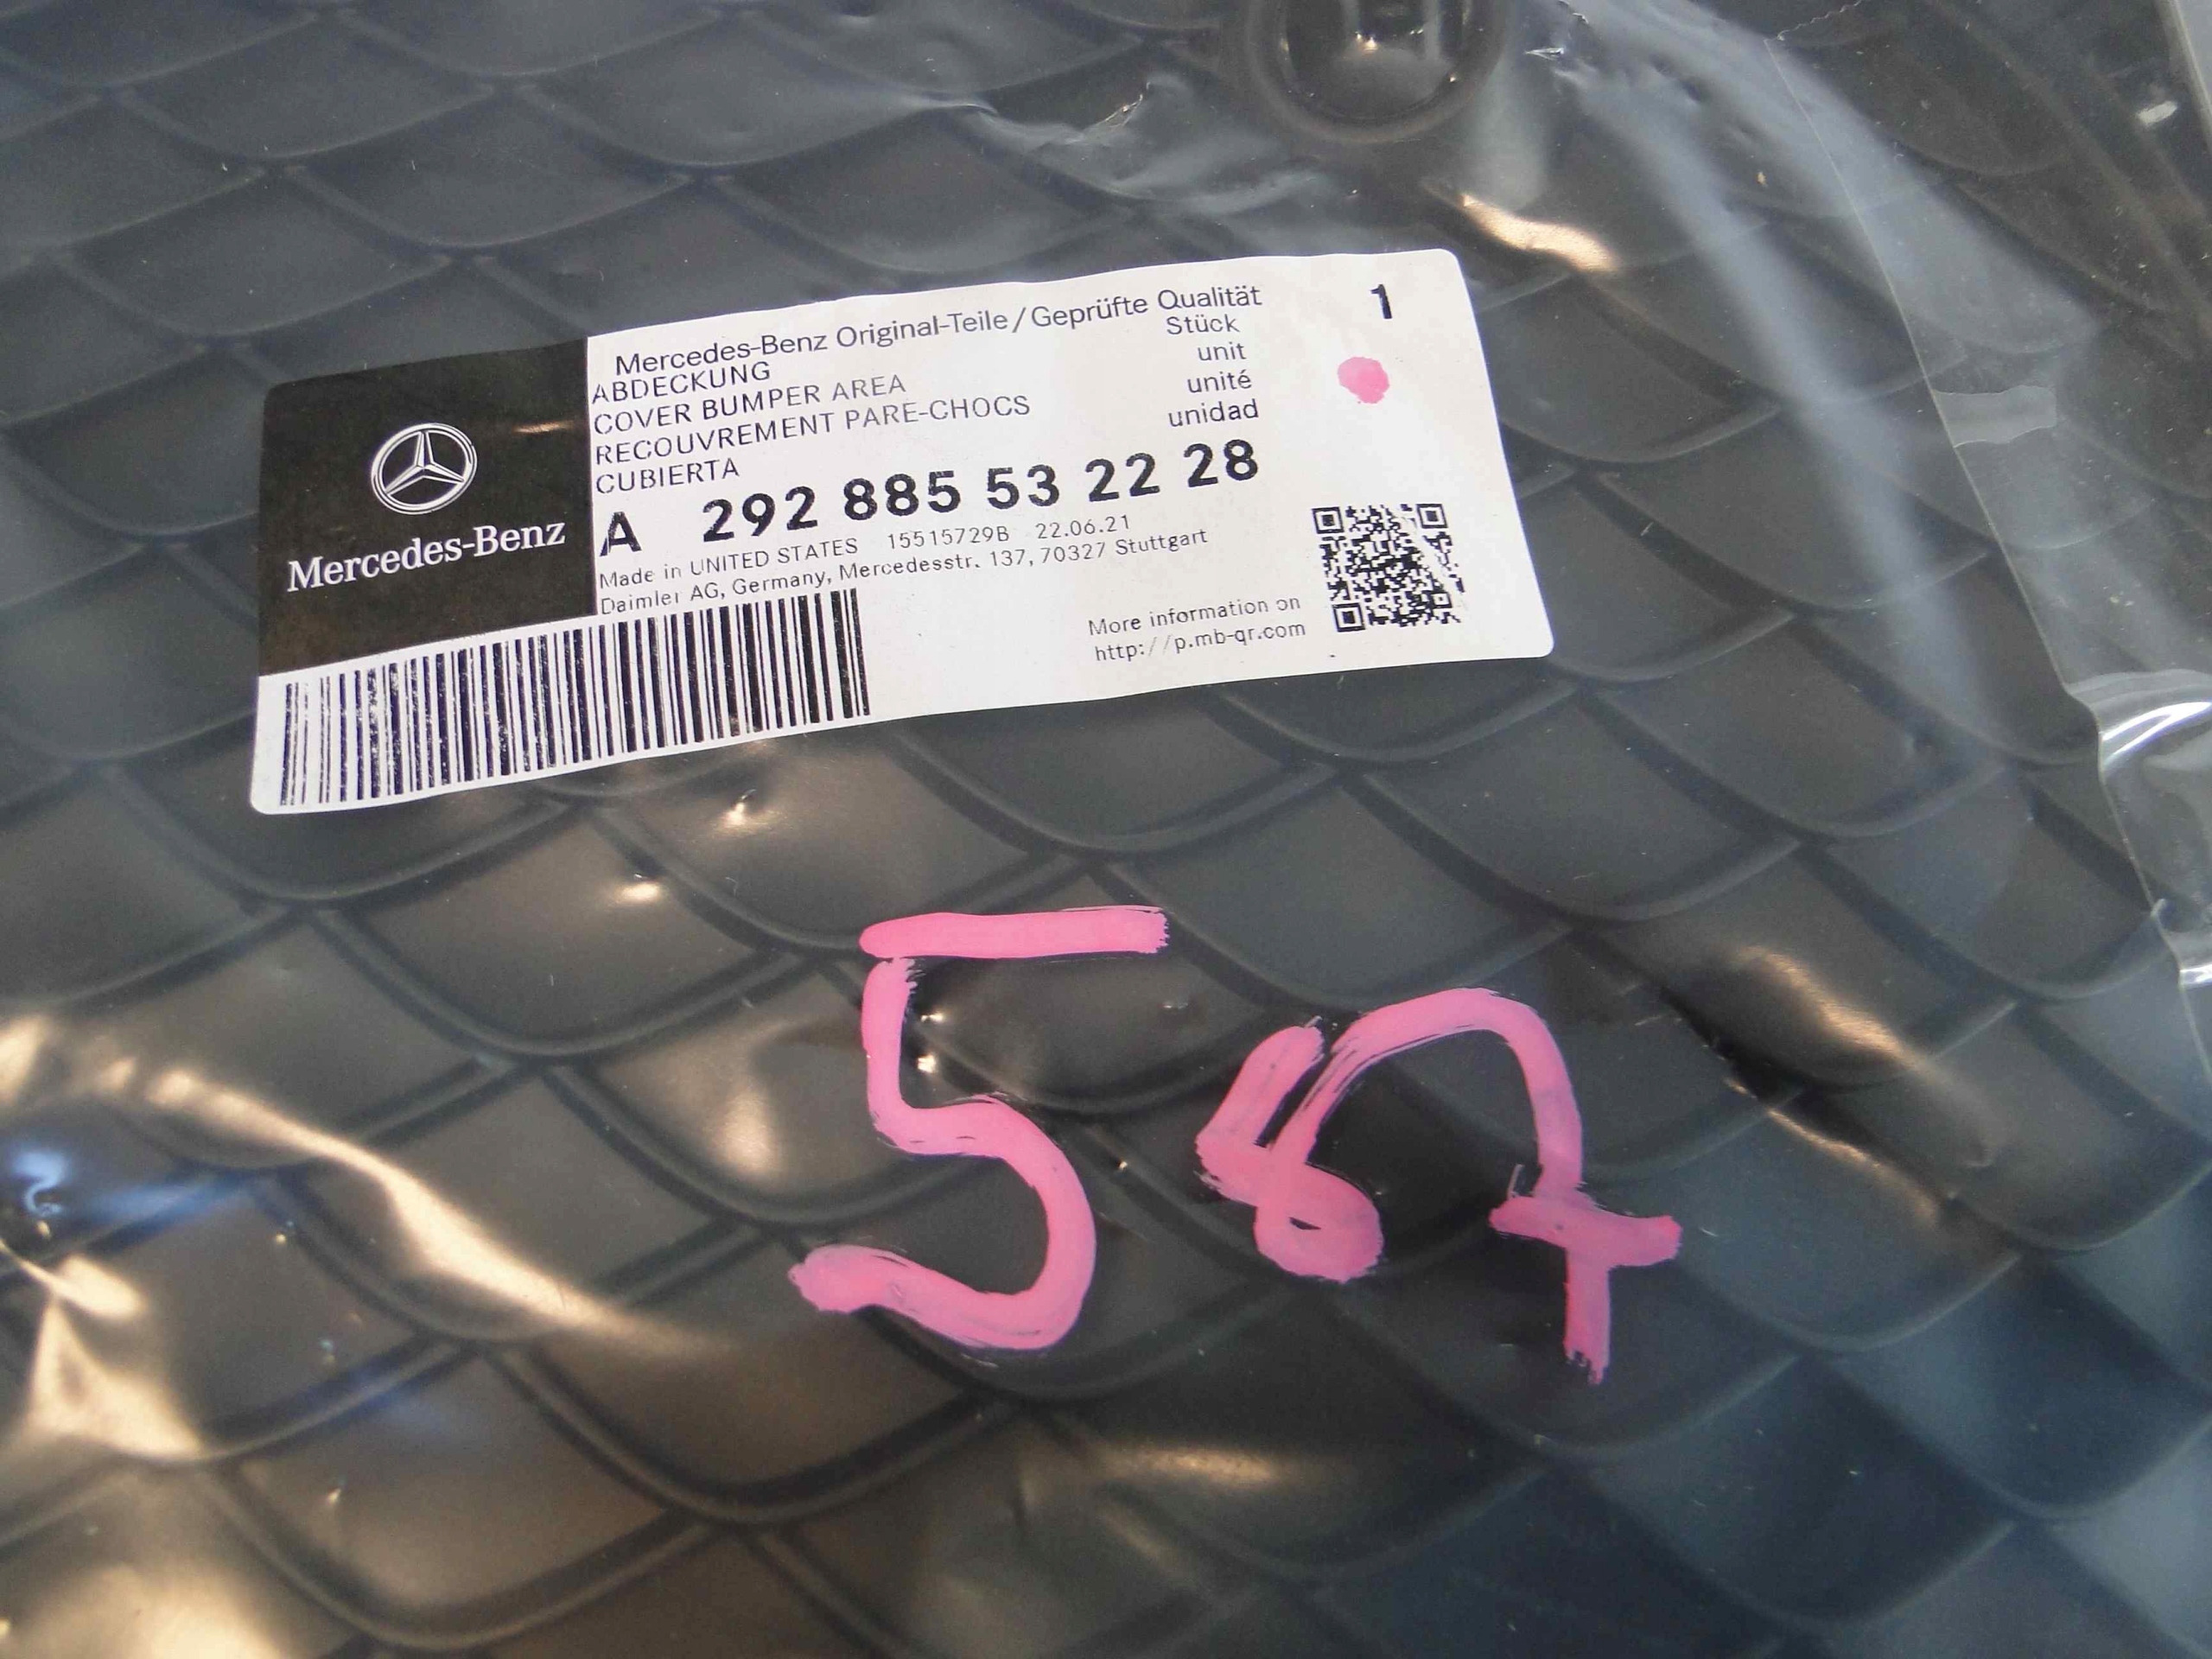 Mercedes-Benz
Mercedes-Benz Original-Teile/Geprüfte Qualität
ABDECKUNG
COVER BUMPER AREA
RECOUVREMENT PARE-CHOCS
CUBIERTA
Stück
unit
unité
unidad
1
A 292 885 53 22 28
Made in UNITED STATES 15515729B 22.06.21
Daimler AG, Germany, Mercedesstr. 137, 70327 Stuttgart
More information on
http://p.mb-qr.com
587